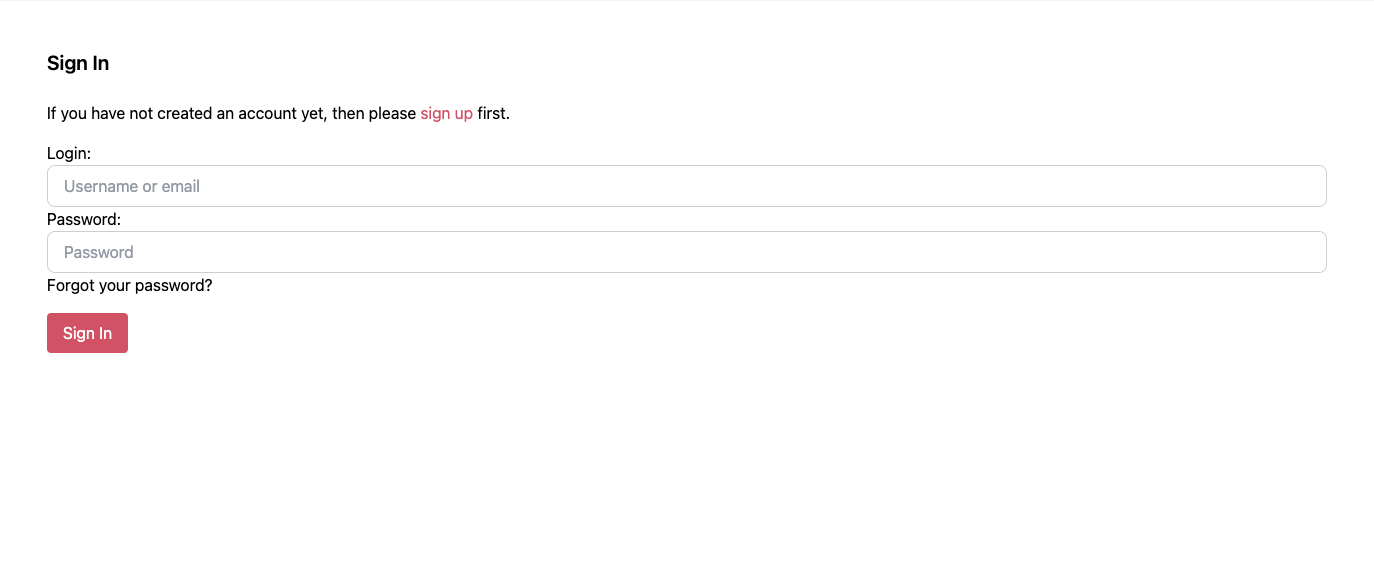 Sign In
If you have not created an account yet, then please sign up first.
Login:
Username or email
Password:
Password
Forgot your password?
Sign In